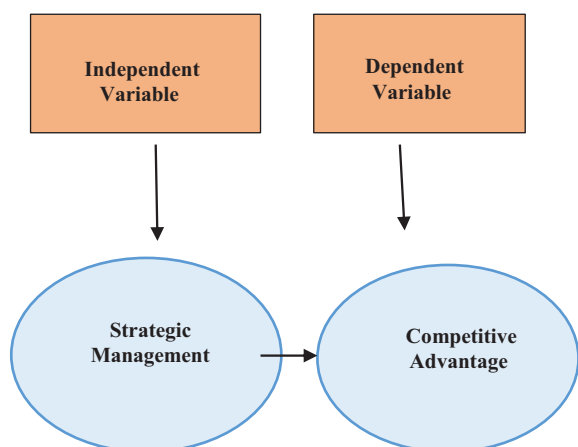 Independent
Variable
Dependent
Variable
Strategic
Management
Competitive
Advantage